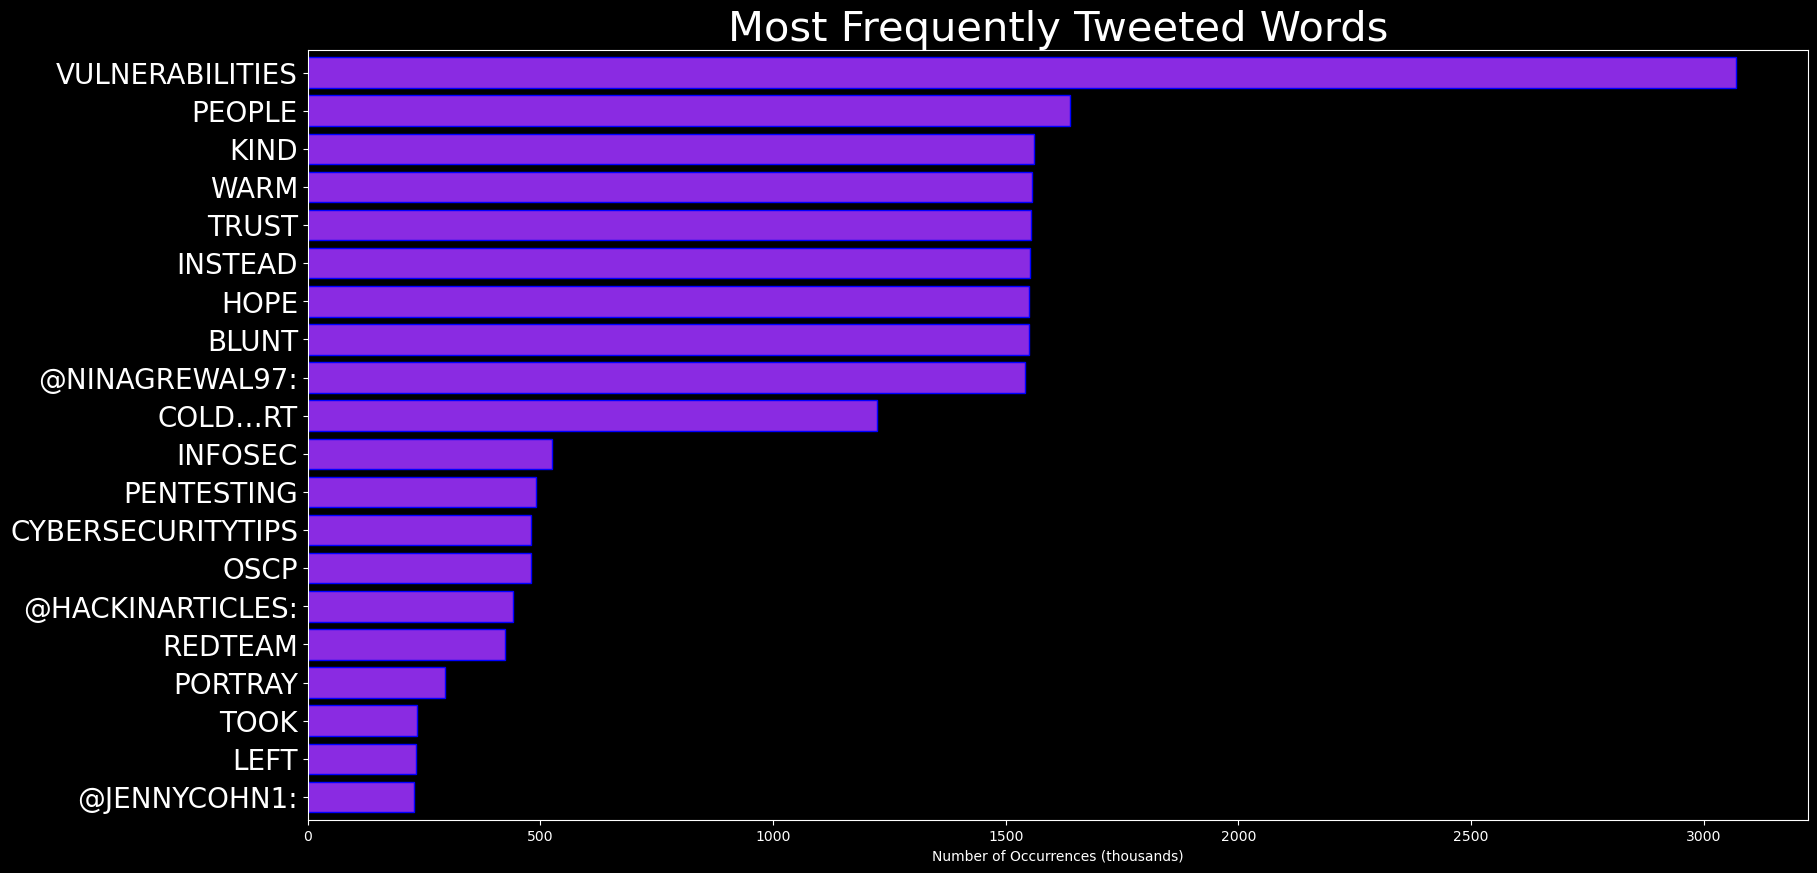 Most Frequently Tweeted Words
VULNERABILITIES
PEOPLE
KIND
WARM
TRUST
INSTEAD
HOPE
BLUNT
@NINAGREWAL97:
COLD…RT
INFOSEC
PENTESTING
CYBERSECURITYTIPS
OSCP
@HACKINARTICLES:
REDTEAM
PORTRAY
TOOK
LEFT
@JENNYCOHN1:
0 500 1000 1500 2000 2500 3000
Number of Occurrences (thousands)